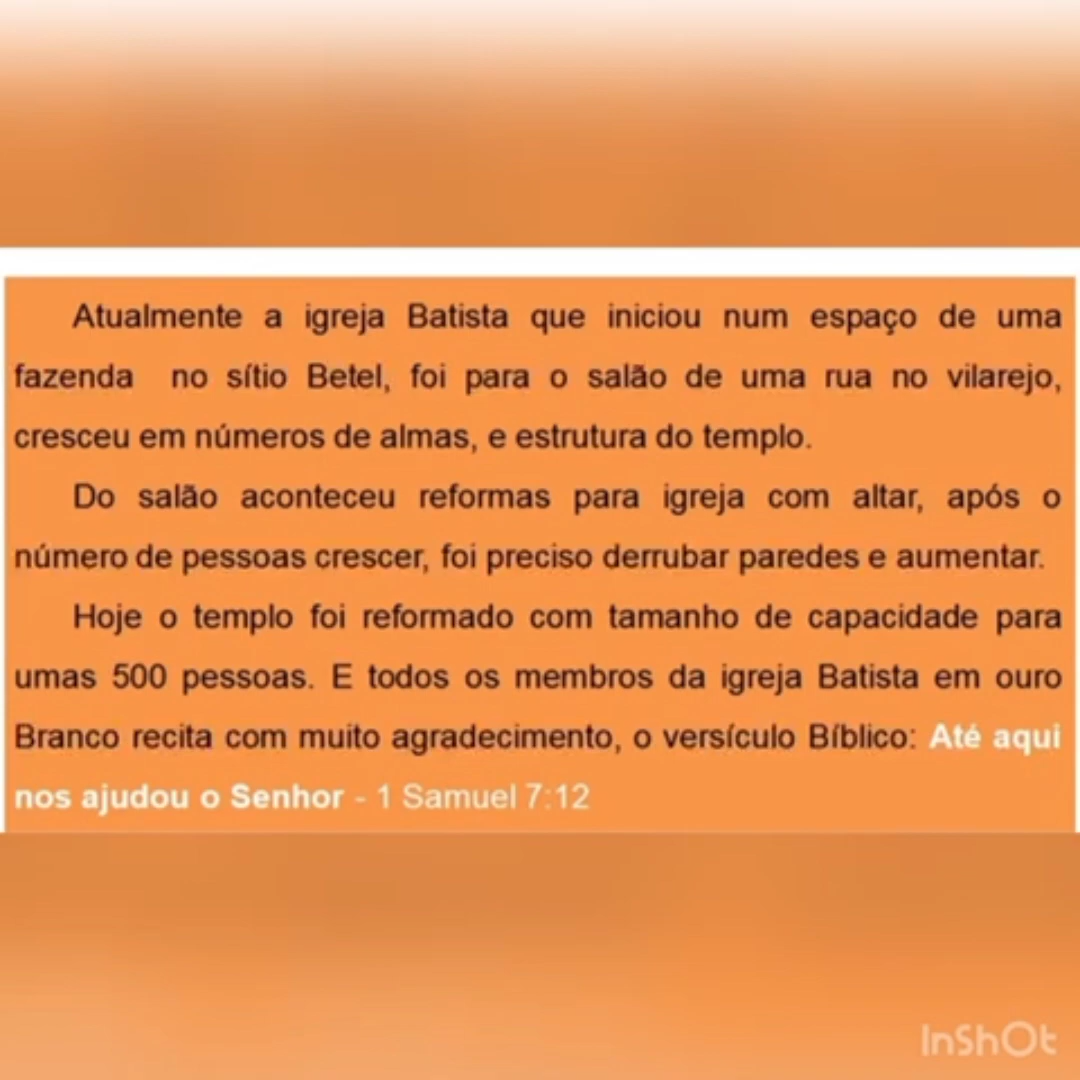 Atualmente a igreja Batista que iniciou num espaço de uma
fazenda no sítio Betel, foi para o salão de uma rua no vilarejo,
cresceu em números de almas, e estrutura do templo.
Do salão aconteceu reformas para igreja com altar, após o
número de pessoas crescer, foi preciso derrubar paredes e aumentar.
Hoje o templo foi reformado com tamanho de capacidade para
umas 500 pessoas. E todos os membros da igreja Batista em ouro
Branco recita com muito agradecimento, o versículo Bíblico: Até aqui
nos ajudou o Senhor - 1 Samuel 7:12
InShOt